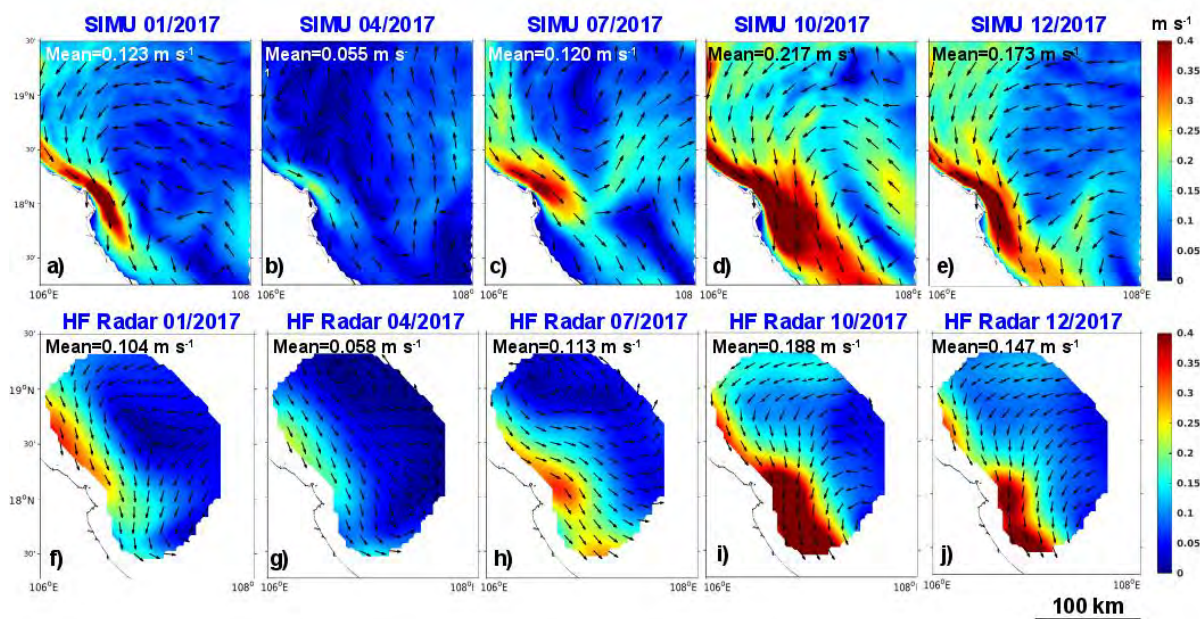 SIMU 01/2017 SIMU 04/2017 SIMU 07/2017 SIMU 10/2017 SIMU 12/2017 m s-1
Mean=0.123 m s-1 Mean=0.055 m s-1 Mean=0.120 m s-1 Mean=0.217 m s-1 Mean=0.173 m s-1
30' 0.4
0.35
19°N 0.3
0.25
30' 0.2
18°N 0.15
0.1
30' 0.05
a) b) c) d) e) 0
106°E 108°E 106°E 108°E 106°E 108°E 106°E 108°E 106°E 108°E
HF Radar 01/2017 HF Radar 04/2017 HF Radar 07/2017 HF Radar 10/2017 HF Radar 12/2017
Mean=0.104 m s-1 Mean=0.058 m s-1 Mean=0.113 m s-1 Mean=0.188 m s-1 Mean=0.147 m s-1
30' 0.4
0.35
19°N 0.3
0.25
30' 0.2
18°N 0.15
0.1
30' 0.05
f) g) h) i) j) 0
106°E 108°E 106°E 108°E 106°E 108°E 106°E 108°E 106°E 108°E
100 km